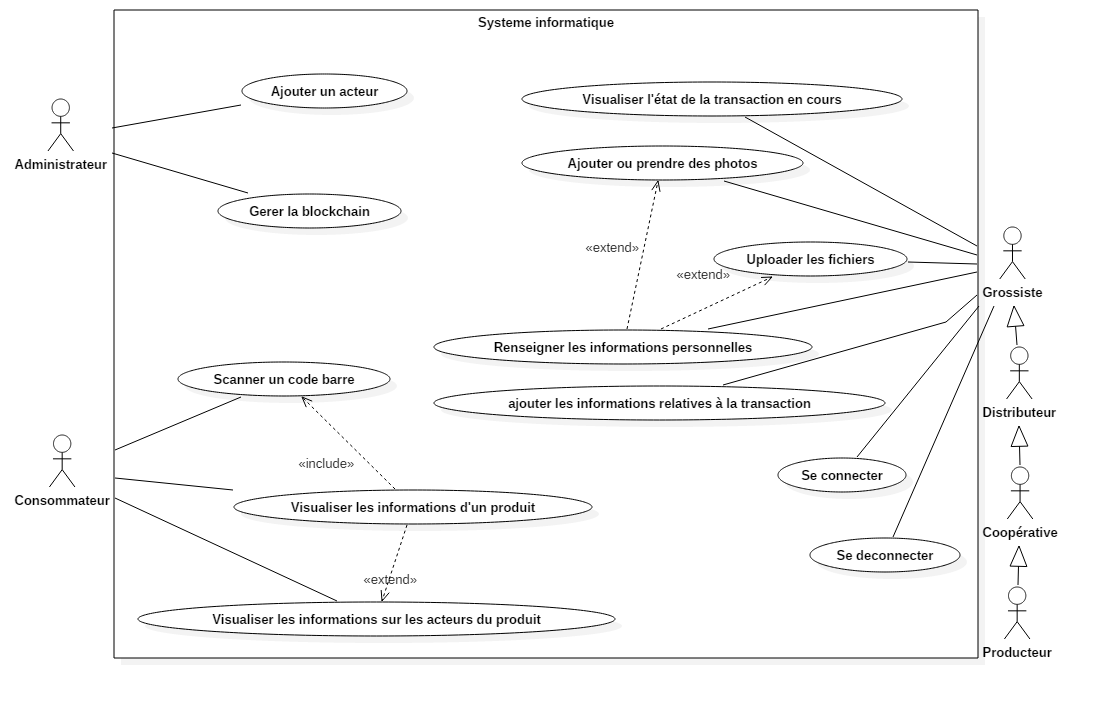 Systeme informatique
Ajouter un acteur
Visualiser l'état de la transaction en cours
Administrateur
Ajouter ou prendre des photos
Gerer la blockchain
«extend»
Uploader les fichiers
«extend»
Grossiste
Renseigner les informations personnelles
Scanner un code barre
ajouter les informations relatives à la transaction
Distributeur
«include»
Se connecter
Consommateur
Visualiser les informations d'un produit
Coopérative
Se deconnecter
«extend»
Visualiser les informations sur les acteurs du produit
Producteur